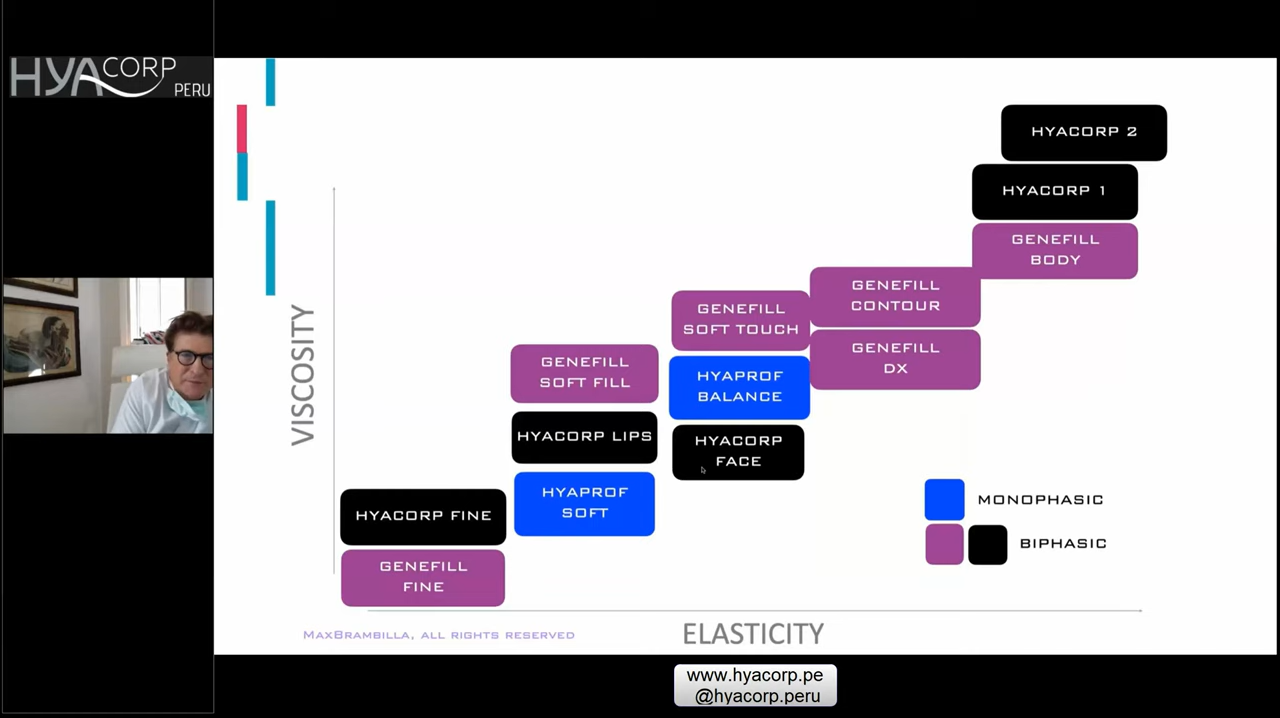 HYACORP
PERU
HYACORP 2
HYACORP 1
GENEFILL
BODY
GENEFILL
CONTOUR
GENEFILL
SOFT TOUCH
GENEFILL
DX
GENEFILL
SOFT FILL
HYAPROF
BALANCE
HYACORP LIPS
HYACORP
FACE
HYAPROF
SOFT
HYACORP FINE
GENEFILL
FINE
VISCOSITY
MONOPHASIC
BIPHASIC
MAXBRAMBILLA, ALL RIGHTS RESERVED
ELASTICITY
www.hyacorp.pe
@hyacorp.peru